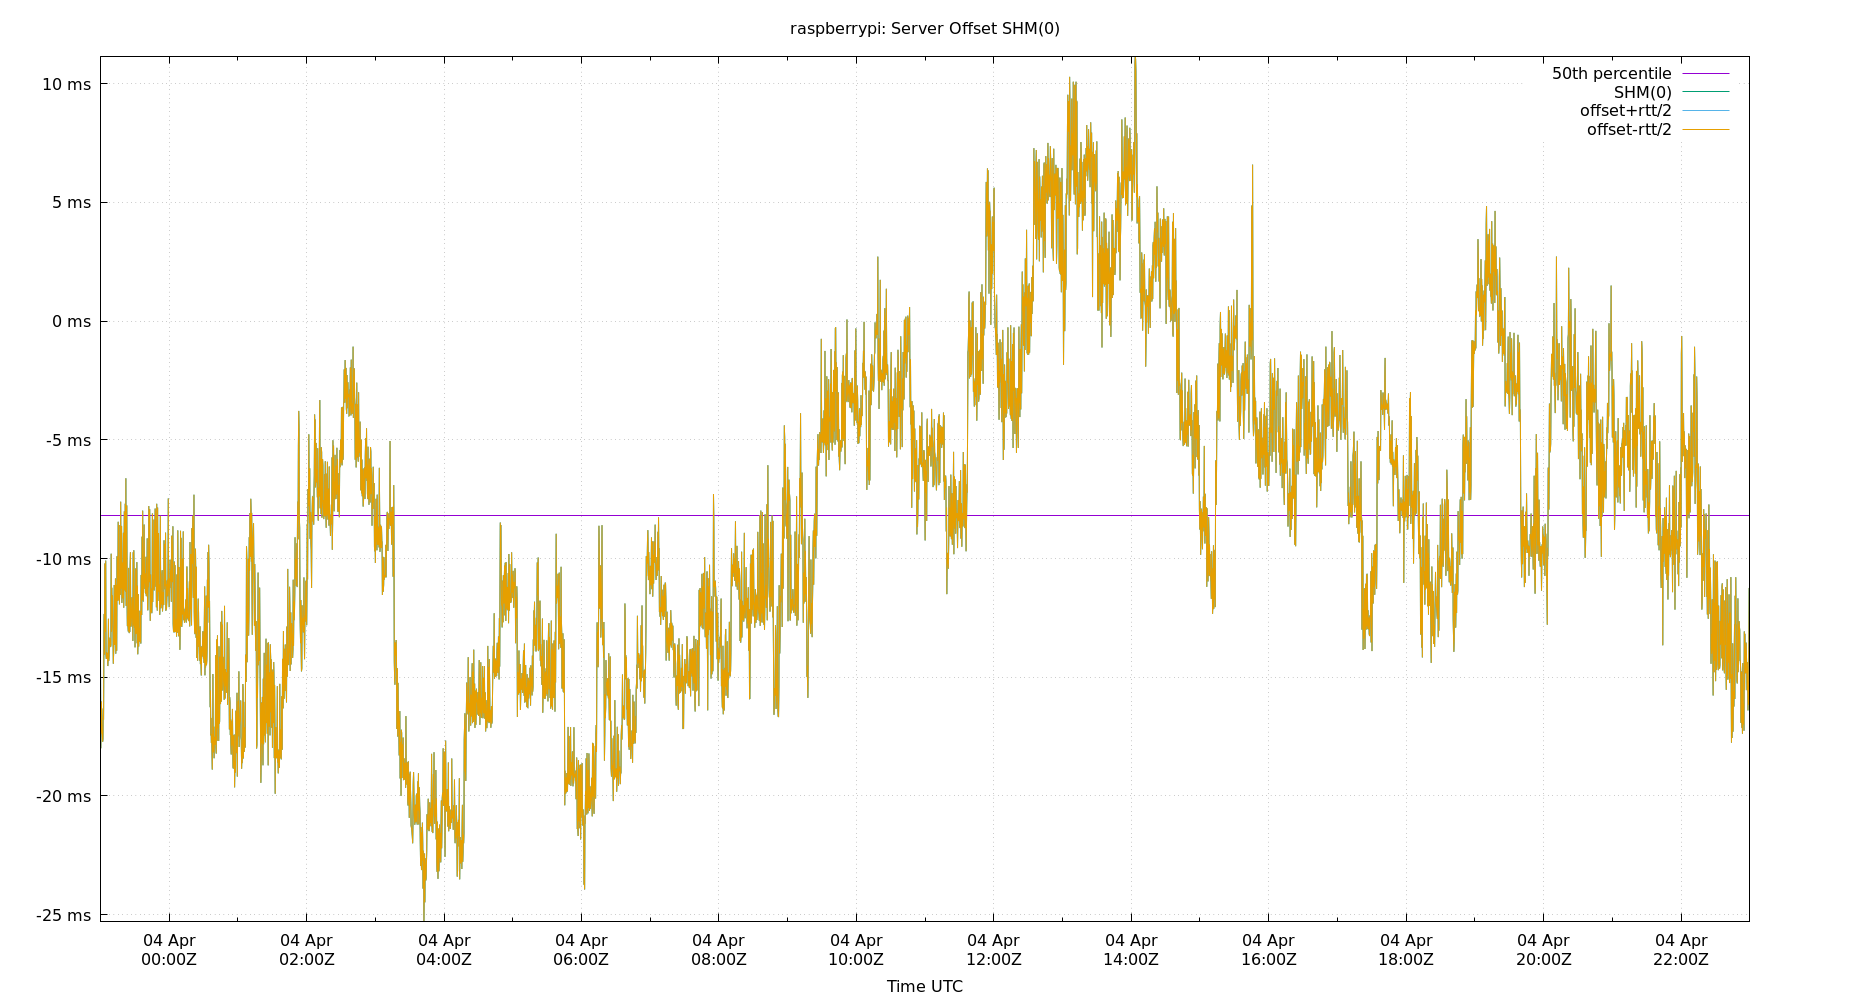 raspberrypi: Server Offset SHM(0)
50th percentile
SHM(0)
offset+rtt/2
offset-rtt/2
10 ms
5 ms
0 ms
-5 ms
-10 ms
-15 ms
-20 ms
-25 ms
04 Apr 04 Apr 04 Apr 04 Apr 04 Apr 04 Apr 04 Apr 04 Apr 04 Apr 04 Apr 04 Apr 04 Apr
00:00Z 02:00Z 04:00Z 06:00Z 08:00Z 10:00Z 12:00Z 14:00Z 16:00Z 18:00Z 20:00Z 22:00Z
Time UTC